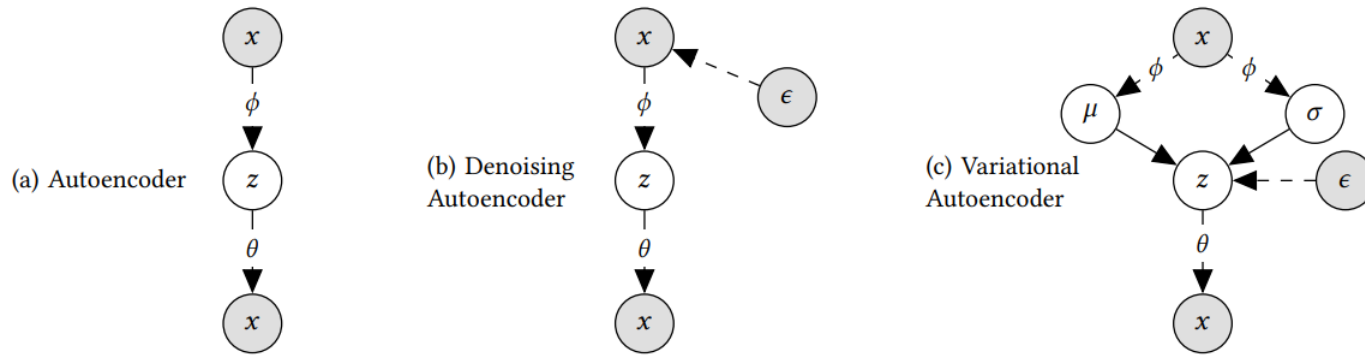 x
ϕ
(a) Autoencoder
z
θ
x
x
ϵ
ϕ
(b) Denoising
Autoencoder
z
θ
x
x
ϕ ϕ
μ σ
(c) Variational
Autoencoder
z ϵ
θ
x